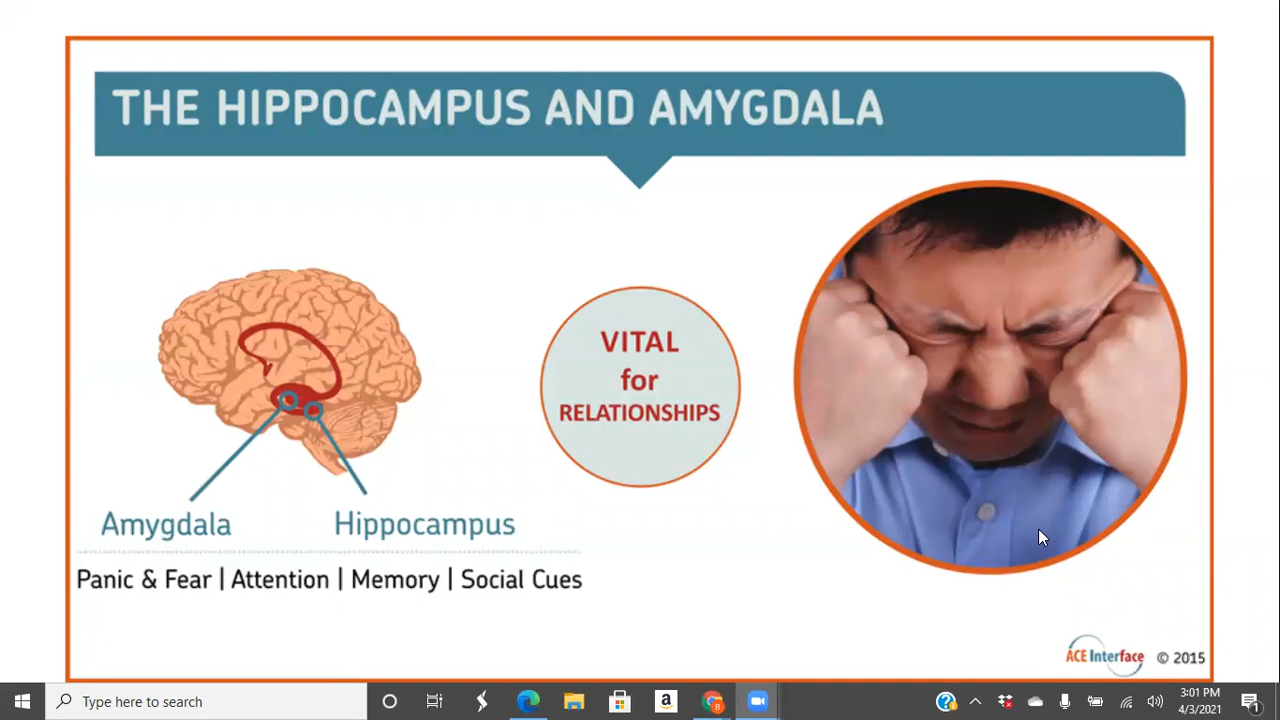 THE HIPPOCAMPUS AND AMYGDALA
VITAL
for
RELATIONSHIPS
Amygdala
Hippocampus
Panic & Fear | Attention | Memory | Social Cues
ACE Interface © 2015
Type here to search
3:01 PM
4/3/2021